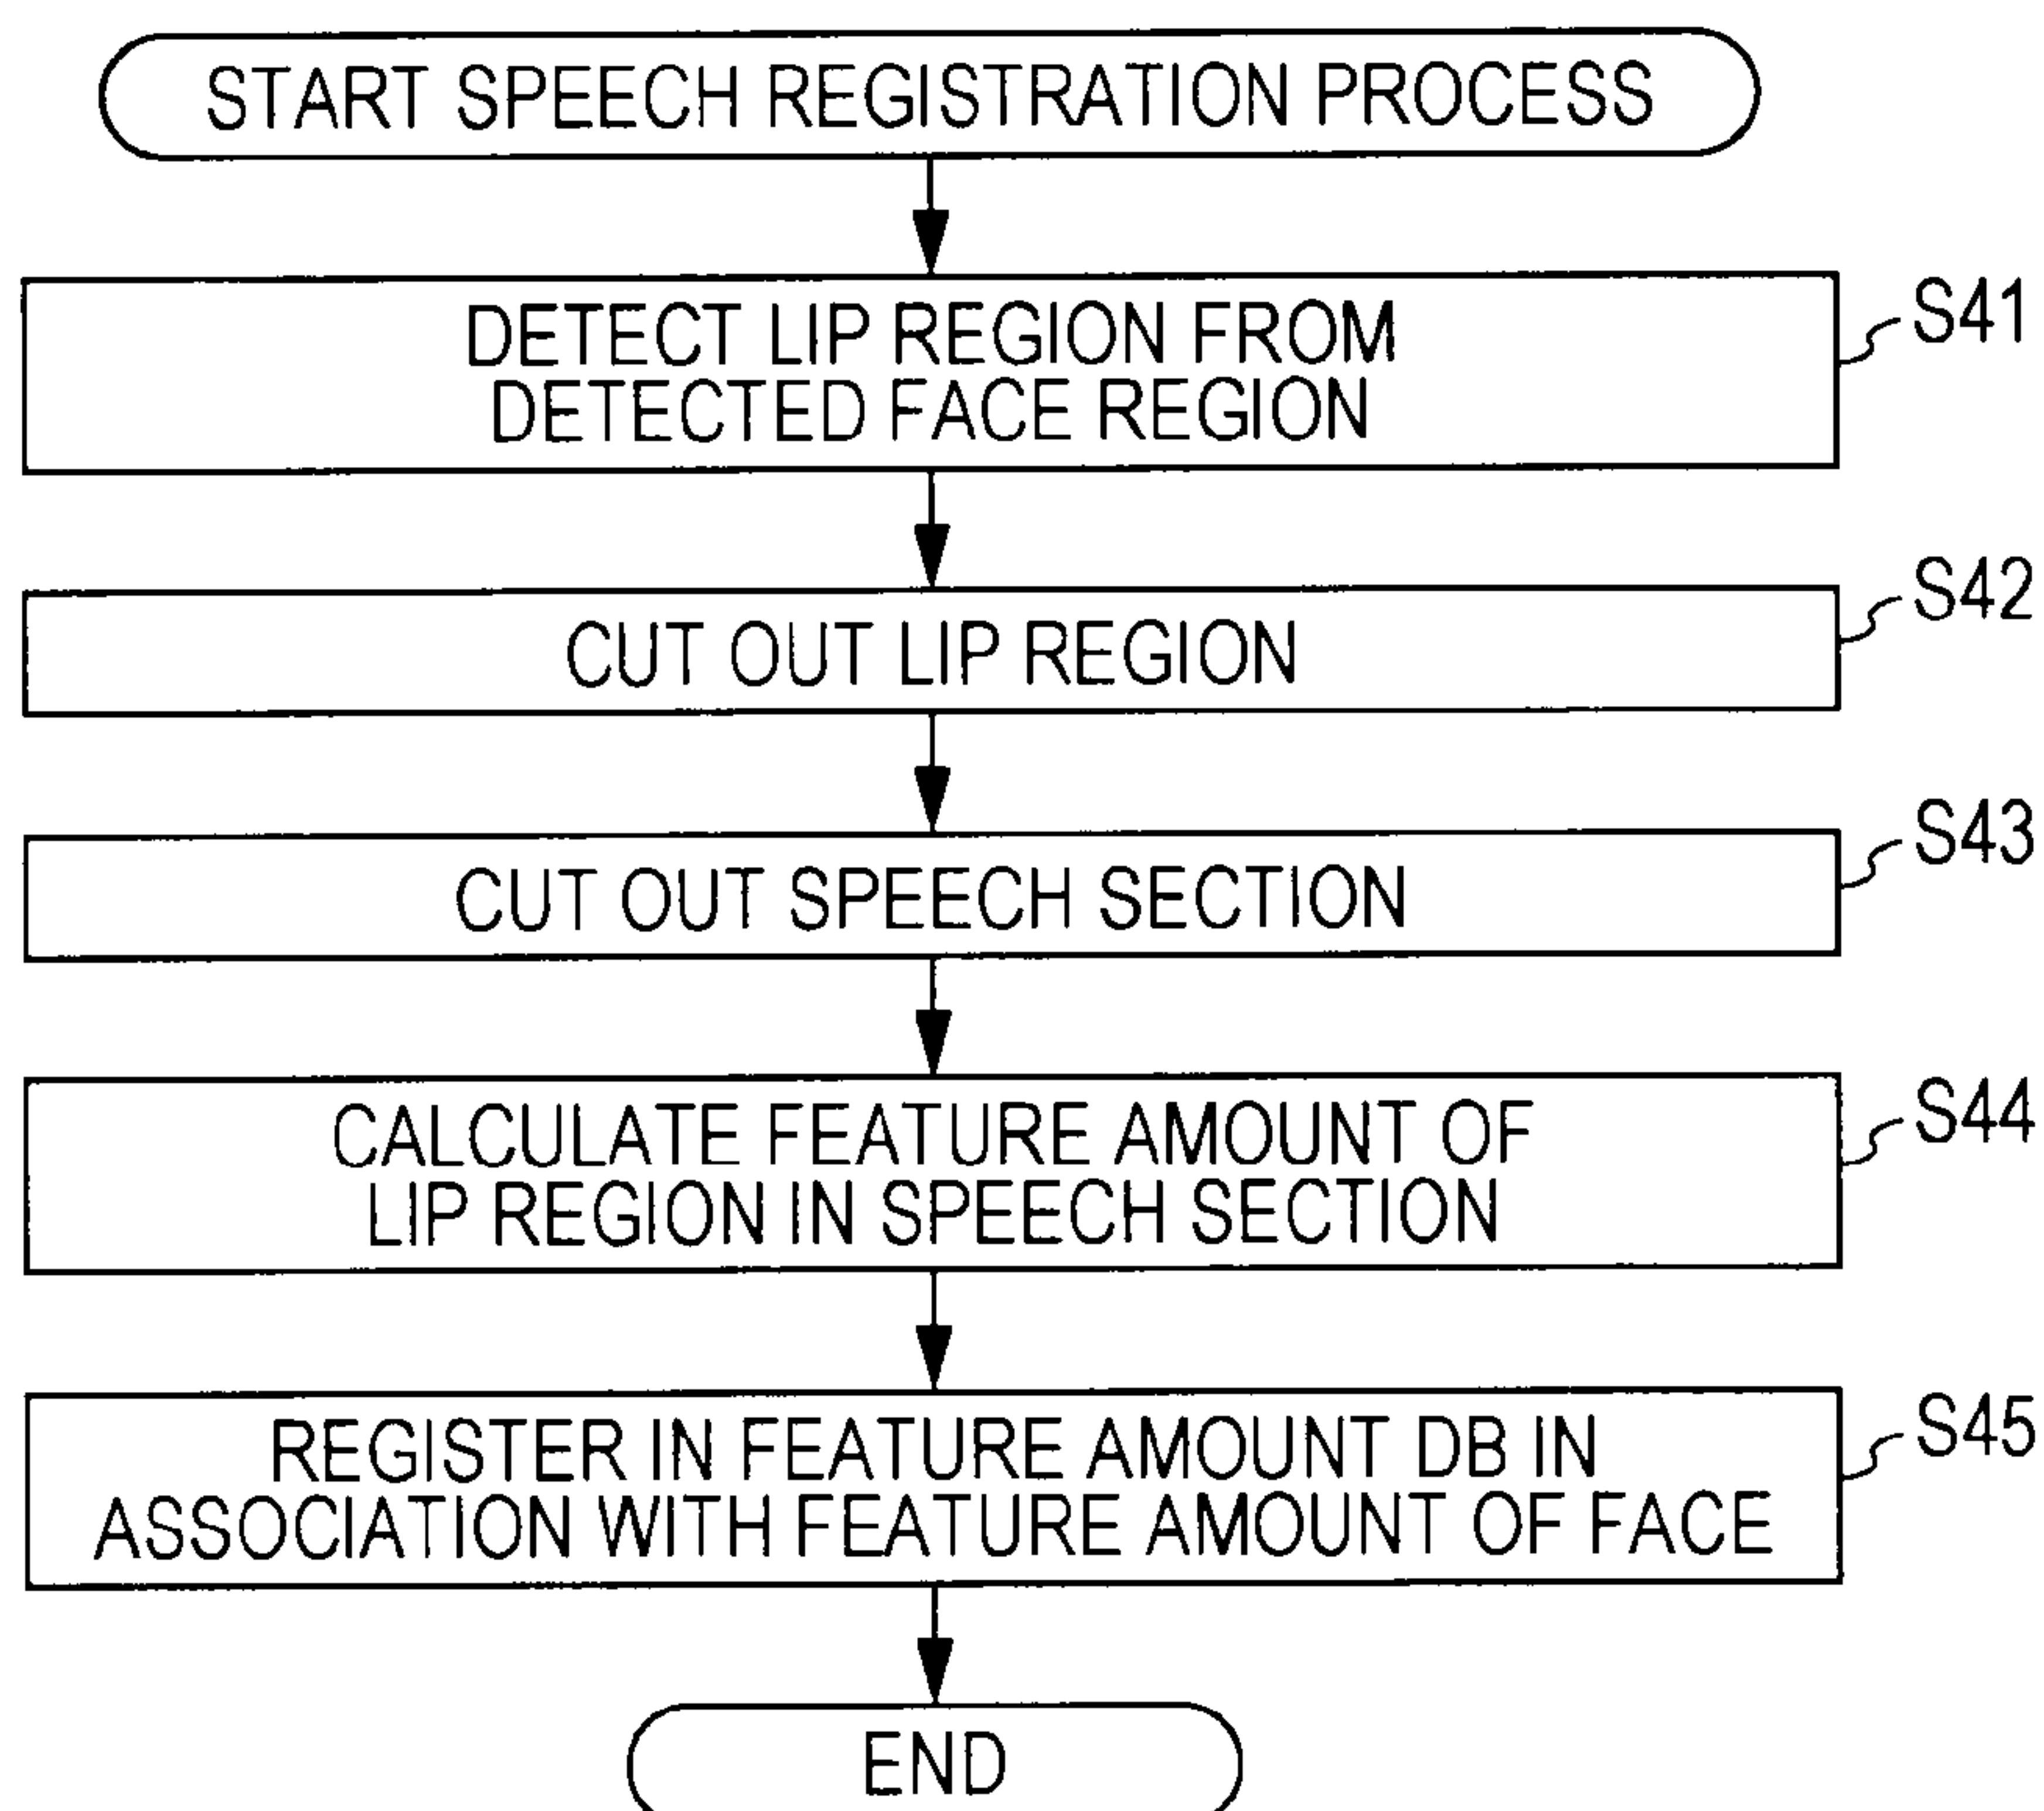 START SPEECH REGISTRATION PROCESS
DETECT LIP REGION FROM
DETECTED FACE REGION
S41
CUT OUT LIP REGION
S42
CUT OUT SPEECH SECTION
S43
CALCULATE FEATURE AMOUNT OF
LIP REGION IN SPEECH SECTION
S44
REGISTER IN FEATURE AMOUNT DB IN
ASSOCIATION WITH FEATURE AMOUNT OF FACE
S45
END